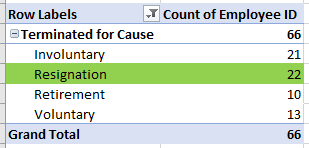 Row Labels Count of Employee ID
Terminated for Cause 66
Involuntary 21
Resignation 22
Retirement 10
Voluntary 13
Grand Total 66